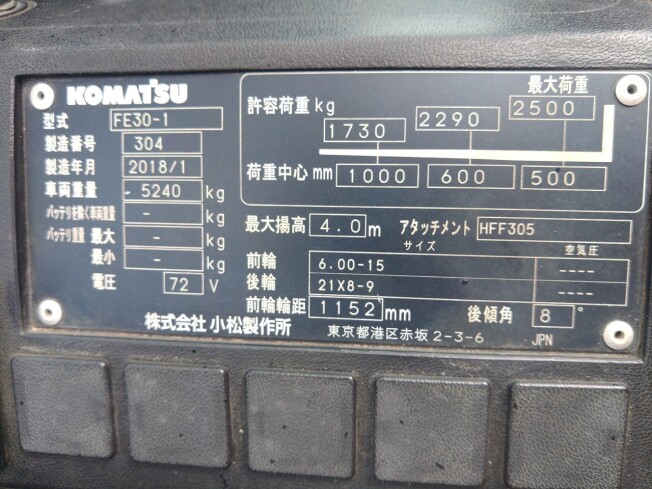 KOMATSU
型式 FE30-1
製造番号 304
製造年月 2018/1
車両重量 5240 kg
バッテリを除く車両重量 - kg
バッテリ重量 最大 - kg
最小 - kg
電圧 72 V
株式会社 小松製作所
最大荷重
許容荷重 kg 1730 2290 2500
荷重中心 mm 1000 600 500
最大揚高 4.0 m アタッチメント HFF305
サイズ 空気圧
前輪 6.00-15 ----
後輪 21X8-9 ----
前輪輪距 1152 mm 後傾角 8°
東京都港区赤坂 2-3-6 JPN